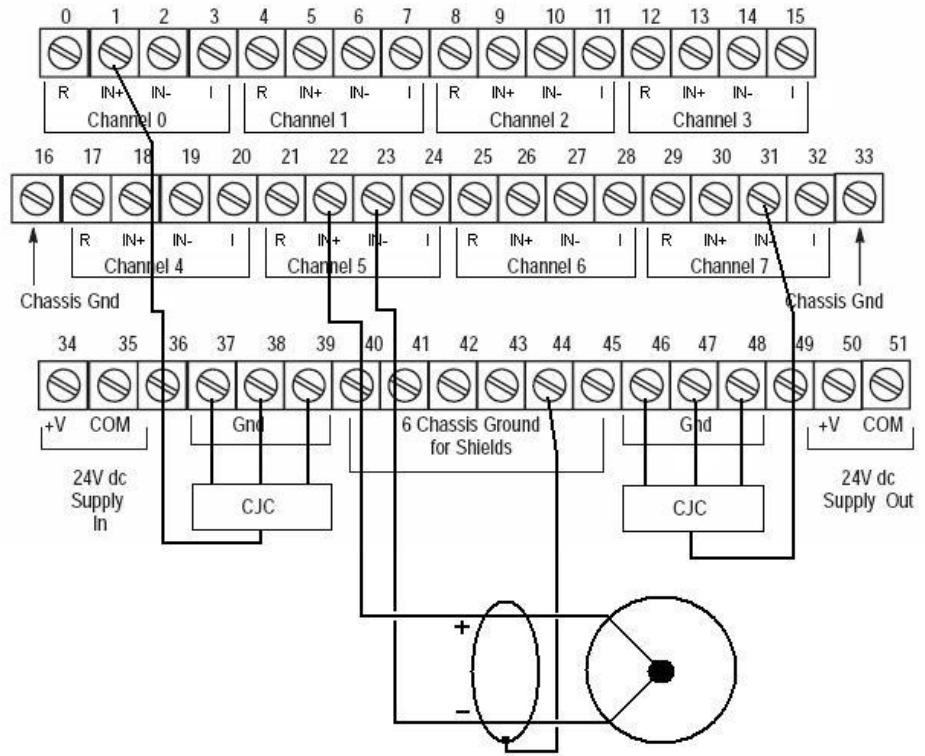 0 1 2 3 4 5 6 7 8 9 10 11 12 13 14 15
R IN+ IN- I R IN+ IN- I R IN+ IN- I R IN+ IN- I
Channel 0 Channel 1 Channel 2 Channel 3
16 17 18 19 20 21 22 23 24 25 26 27 28 29 30 31 32 33
R IN+ IN- I R IN+ IN- I R IN+ IN- I R IN+ IN- I
Channel 4 Channel 5 Channel 6 Channel 7
Chassis Gnd Chassis Gnd
34 35 36 37 38 39 40 41 42 43 44 45 46 47 48 49 50 51
+V COM Gnd 6 Chassis Ground Gnd +V COM
for Shields
24V dc 24V dc
Supply Supply Out
In
CJC CJC
+
−